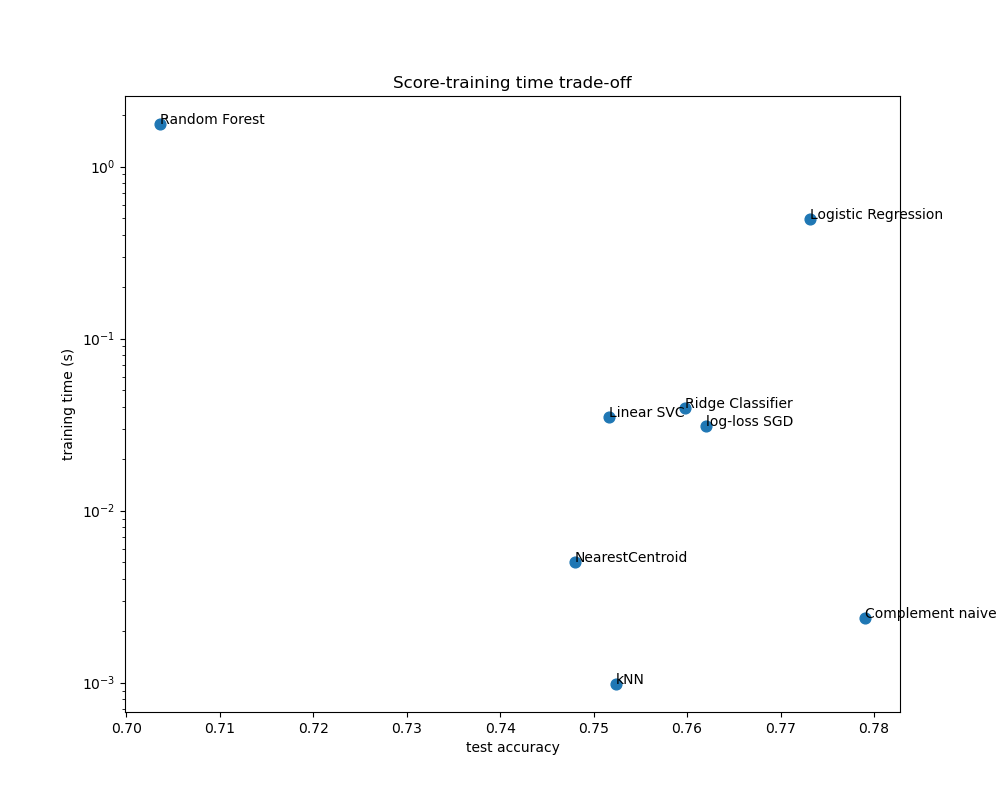 Score-training time trade-off
Random Forest
Logistic Regression
Ridge Classifier
Linear SVC
log-loss SGD
NearestCentroid
Complement naive
kNN
training time (s)
10⁰
10⁻¹
10⁻²
10⁻³
0.70 0.71 0.72 0.73 0.74 0.75 0.76 0.77 0.78
test accuracy